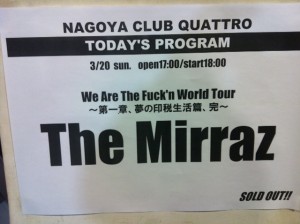 NAGOYA CLUB QUATTRO
TODAY'S PROGRAM
3/20 sun. open17:00/start18:00
We Are The Fuck'n World Tour
〜第一章、夢の印税生活篇、完〜
The Mirraz
SOLD OUT!!